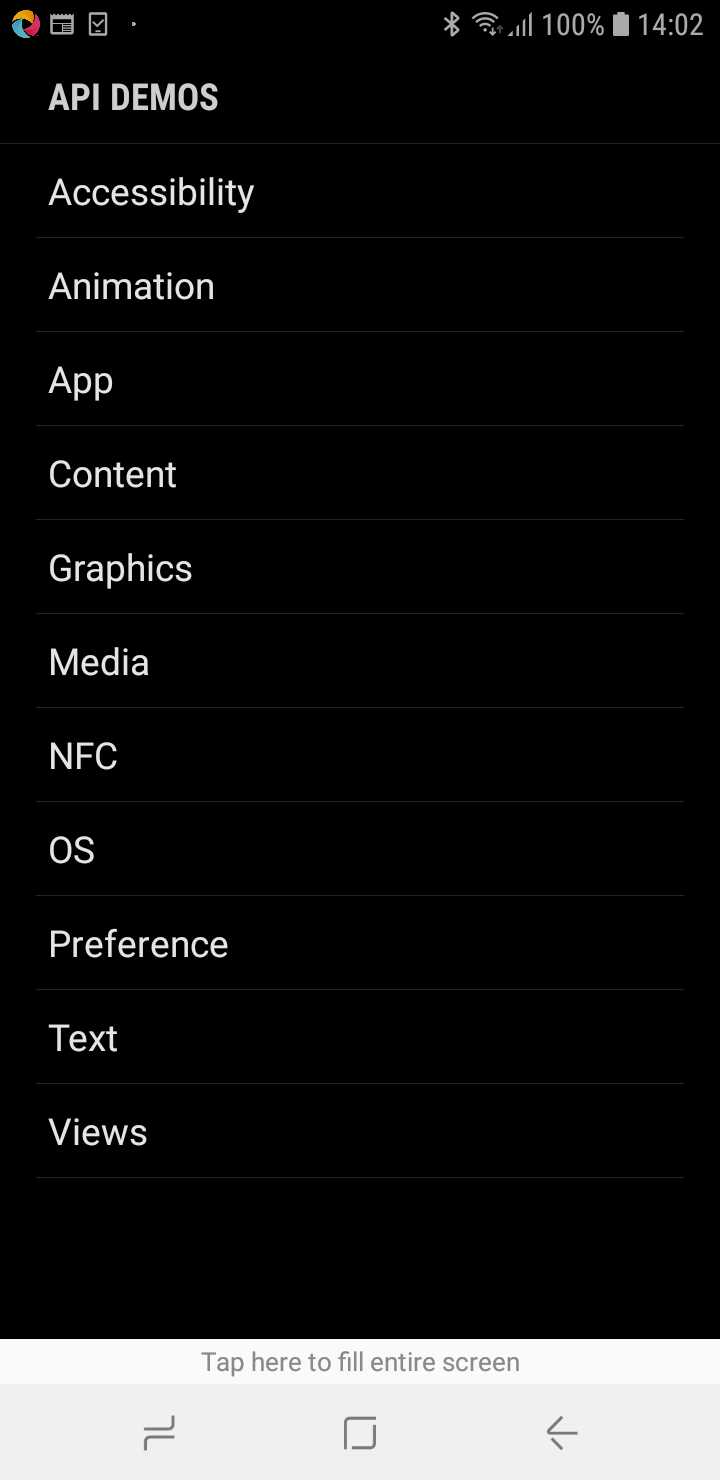 100% 14:02
API DEMOS
Accessibility
Animation
App
Content
Graphics
Media
NFC
OS
Preference
Text
Views
Tap here to fill entire screen